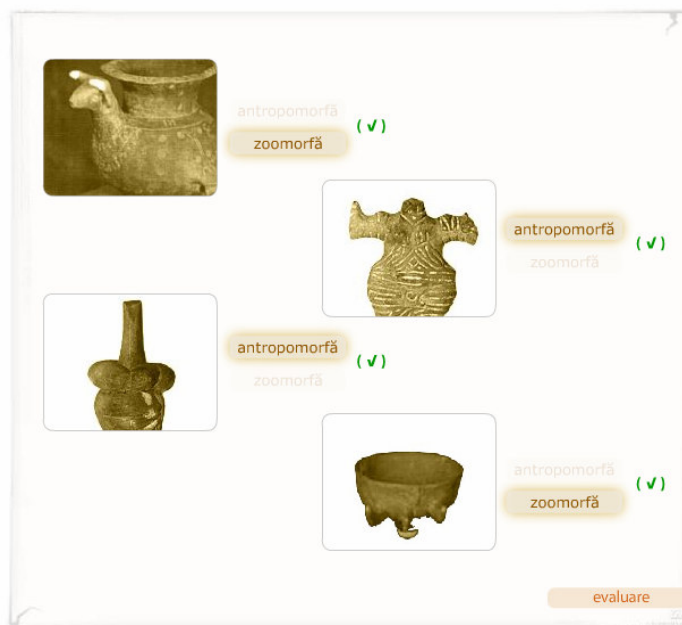 antropomorfă
zoomorfă
( √ )
antropomorfă
zoomorfă
( √ )
antropomorfă
zoomorfă
( √ )
antropomorfă
zoomorfă
( √ )
evaluare